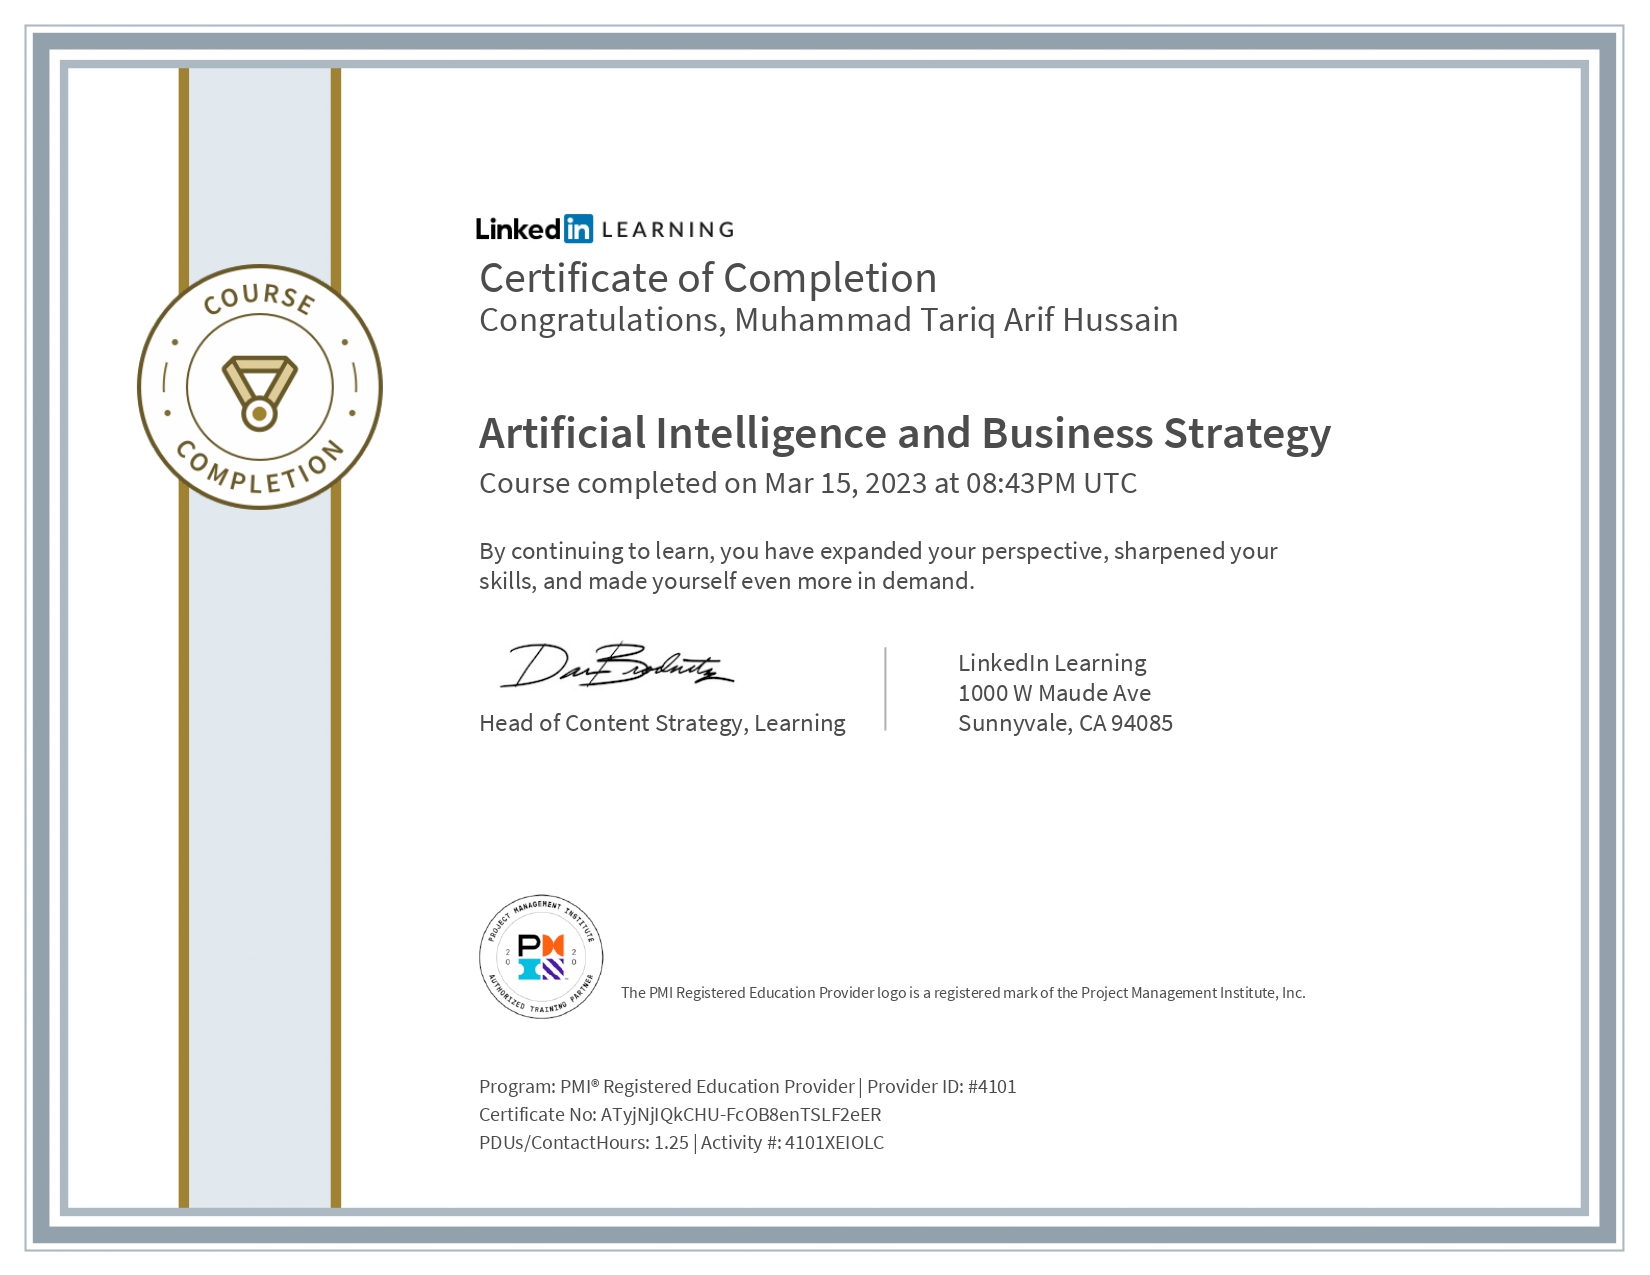 COURSE
COMPLETION
Linkedin LEARNING
Certificate of Completion
Congratulations, Muhammad Tariq Arif Hussain
Artificial Intelligence and Business Strategy
Course completed on Mar 15, 2023 at 08:43PM UTC
By continuing to learn, you have expanded your perspective, sharpened your
skills, and made yourself even more in demand.
Dan Brodnitz
Head of Content Strategy, Learning
LinkedIn Learning
1000 W Maude Ave
Sunnyvale, CA 94085
PROJECT MANAGEMENT INSTITUTE
20 20
PMI
AUTHORIZED TRAINING PARTNER
The PMI Registered Education Provider logo is a registered mark of the Project Management Institute, Inc.
Program: PMI® Registered Education Provider | Provider ID: #4101
Certificate No: ATyjNjIQkCHU-FcOB8enTSLF2eER
PDUs/ContactHours: 1.25 | Activity #: 4101XEIOLC